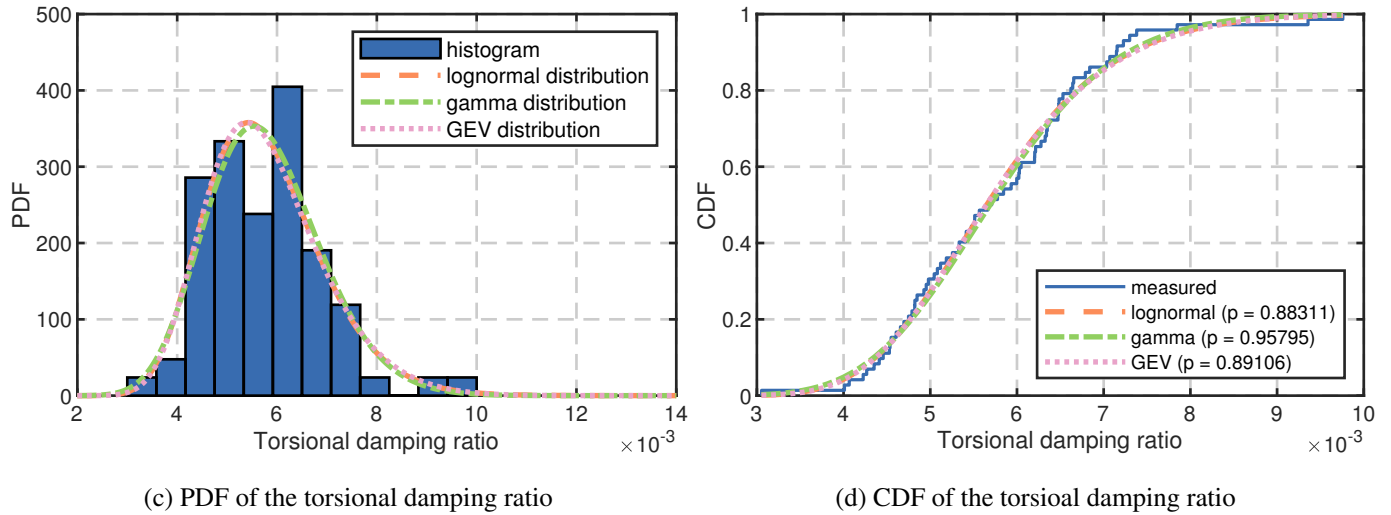 500
400
300
200
100
0
PDF
histogram
lognormal distribution
gamma distribution
GEV distribution
2 4 6 8 10 12 14
Torsional damping ratio × 10⁻³
(c) PDF of the torsional damping ratio
1
0.8
0.6
0.4
0.2
0
CDF
measured
lognormal (p = 0.88311)
gamma (p = 0.95795)
GEV (p = 0.89106)
3 4 5 6 7 8 9 10
Torsional damping ratio × 10⁻³
(d) CDF of the torsioal damping ratio